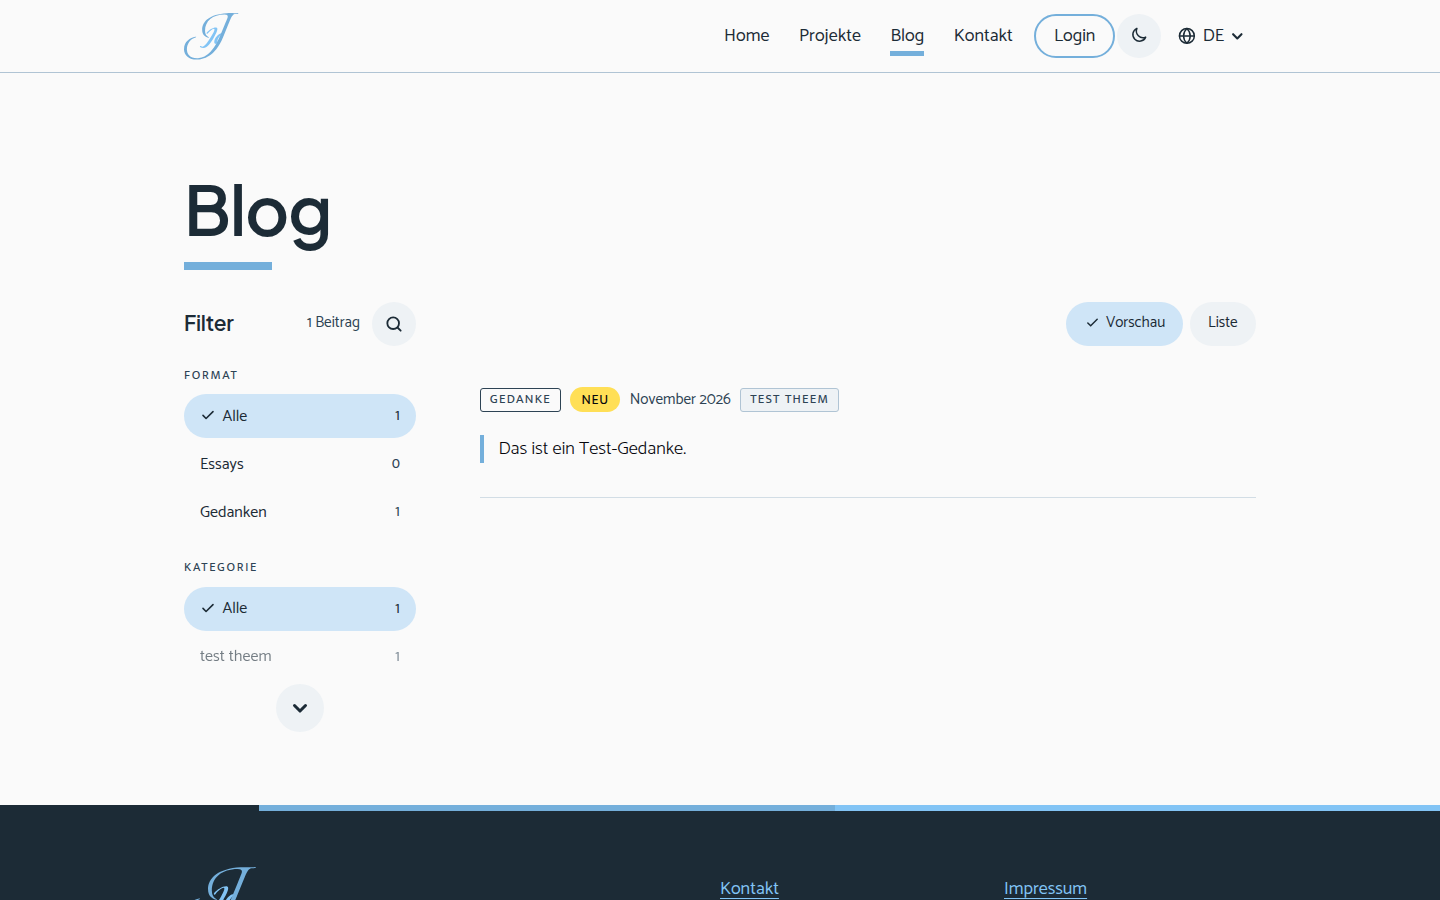 Home Projekte Blog Kontakt Login DE
Blog
Filter 1 Beitrag
Vorschau Liste
FORMAT
Alle 1
Essays 0
Gedanken 1
KATEGORIE
Alle 1
test theem 1
GEDANKE NEU November 2026 TEST THEEM
Das ist ein Test-Gedanke.
Kontakt Impressum